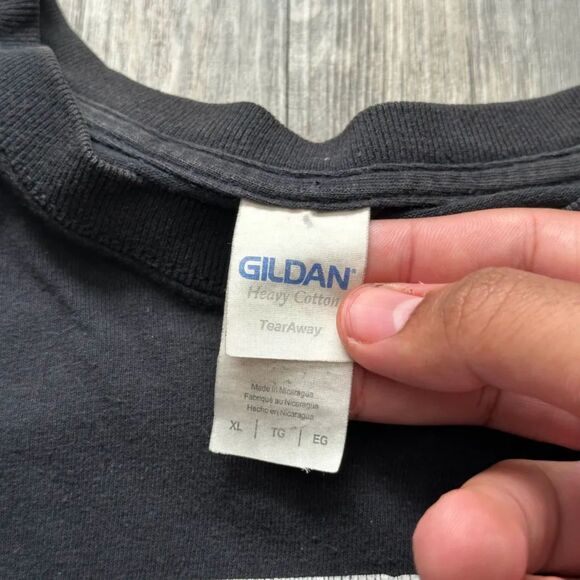 GILDAN®
Heavy Cotton
TearAway
Made in Nicaragua
Fabriqué au Nicaragua
Hecho en Nicaragua
XL | TG | EG